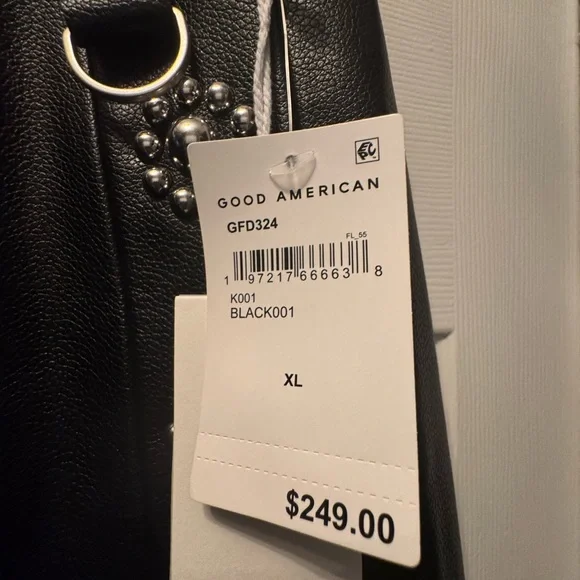 GOOD AMERICAN
GFD324
FL_55
1 97217 66663 8
K001
BLACK001
XL
$249.00